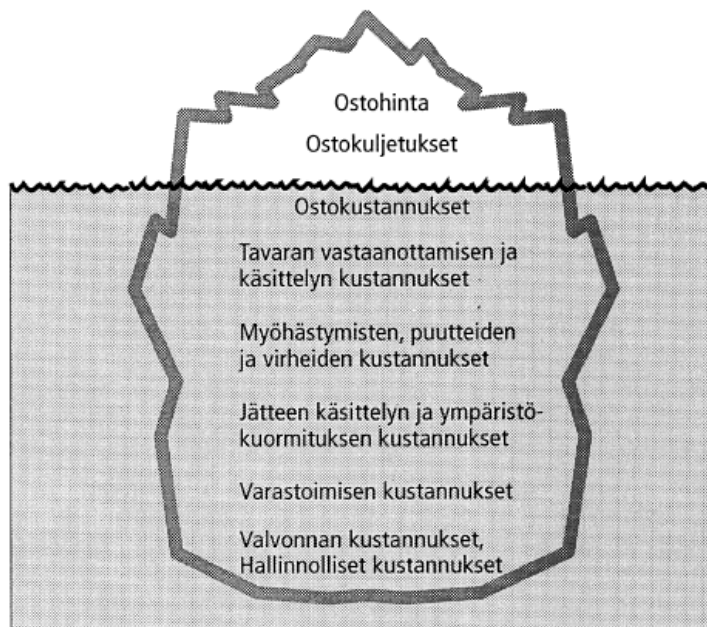 Ostohinta
Ostokuljetukset
Ostokustannukset
Tavaran vastaanottamisen ja
käsittelyn kustannukset
Myöhästymisten, puutteiden
ja virheiden kustannukset
Jätteen käsittelyn ja ympäristö-
kuormituksen kustannukset
Varastoimisen kustannukset
Valvonnan kustannukset,
Hallinnolliset kustannukset